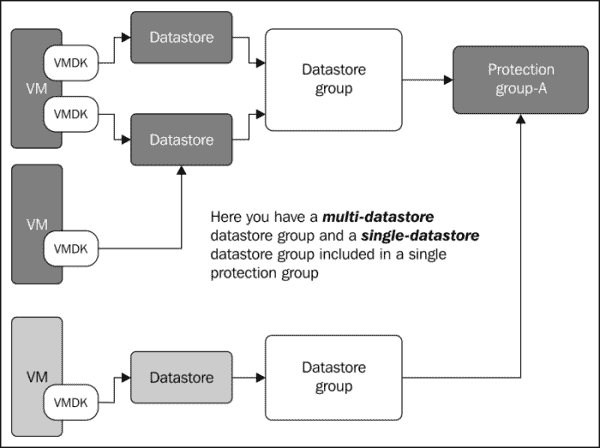 VMDK
VM
VMDK
Datastore
Datastore
Datastore
group
Protection
group-A
VM
VMDK
Here you have a multi-datastore
datastore group and a single-datastore
datastore group included in a single
protection group
VM
VMDK
Datastore
Datastore
group